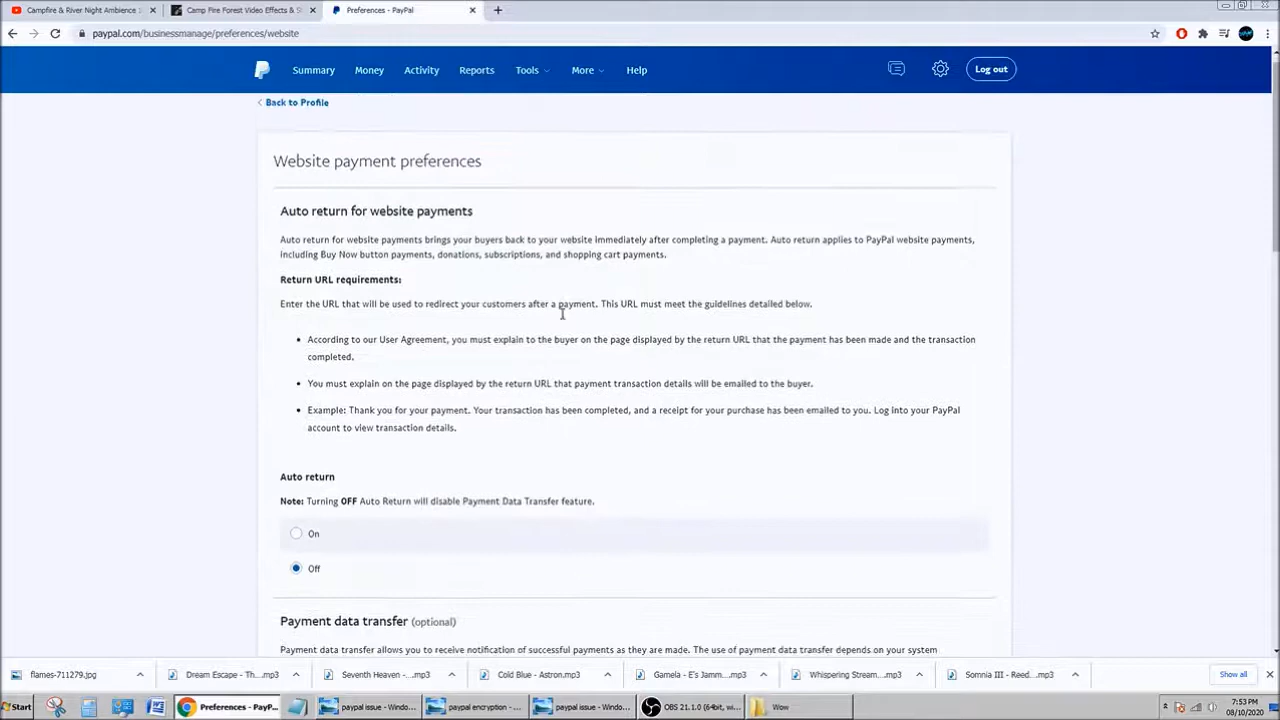 Campfire & River Night Ambience
Camp Fire Forest Video Effects & S
Preferences - PayPal
paypal.com/businessmanage/preferences/website
Summary
Money
Activity
Reports
Tools
More
Help
Log out
Back to Profile
Website payment preferences
Auto return for website payments
Auto return for website payments brings your buyers back to your website immediately after completing a payment. Auto return applies to PayPal website payments,
including Buy Now button payments, donations, subscriptions, and shopping cart payments.
Return URL requirements:
Enter the URL that will be used to redirect your customers after a payment. This URL must meet the guidelines detailed below.
• According to our User Agreement, you must explain to the buyer on the page displayed by the return URL that the payment has been made and the transaction
completed.
• You must explain on the page displayed by the return URL that payment transaction details will be emailed to the buyer.
• Example: Thank you for your payment. Your transaction has been completed, and a receipt for your purchase has been emailed to you. Log into your PayPal
account to view transaction details.
Auto return
Note: Turning OFF Auto Return will disable Payment Data Transfer feature.
On
Off
Payment data transfer (optional)
Payment data transfer allows you to receive notification of successful payments as they are made. The use of payment data transfer depends on your system
flames-711279.jpg
Dream Escape - Th....mp3
Seventh Heaven -....mp3
Cold Blue - Astron.mp3
Gamela - E's Jamm....mp3
Whispering Stream....mp3
Somnia III - Reed....mp3
Show all
Start
Preferences - PayP...
paypal issue - Windo...
paypal encryption - ...
paypal issue - Windo...
OBS 21.1.0 (64bit, w...
Wow
7:53 PM
08/10/2020